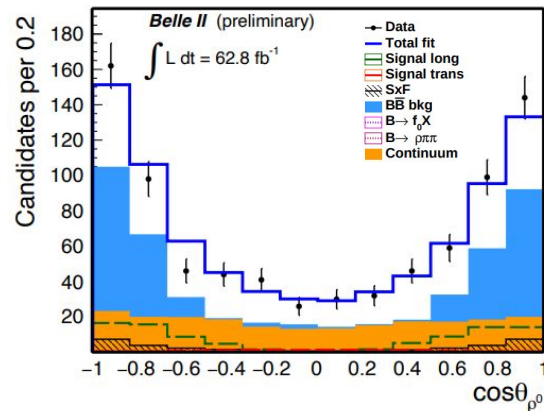 Belle II (preliminary)
∫ L dt = 62.8 fb⁻¹
Data
Total fit
Signal long
Signal trans
SxF
BB̅ bkg
B→ f₀X
B→ ρππ
Continuum
Candidates per 0.2
180
160
140
120
100
80
60
40
20
−1 −0.8 −0.6 −0.4 −0.2 0 0.2 0.4 0.6 0.8 1
cosθρ⁰